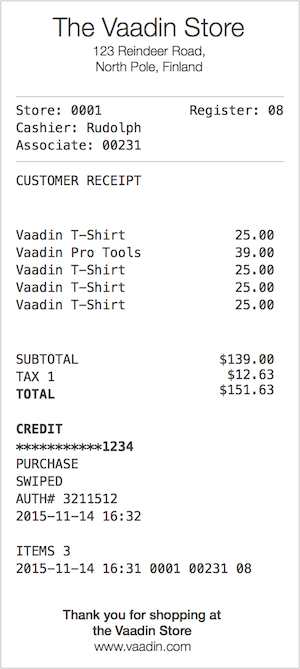 The Vaadin Store
123 Reindeer Road,
North Pole, Finland
Store: 0001 Register: 08
Cashier: Rudolph
Associate: 00231
CUSTOMER RECEIPT
Vaadin T-Shirt 25.00
Vaadin Pro Tools 39.00
Vaadin T-Shirt 25.00
Vaadin T-Shirt 25.00
Vaadin T-Shirt 25.00
SUBTOTAL $139.00
TAX 1 $12.63
TOTAL $151.63
CREDIT
***********1234
PURCHASE
SWIPED
AUTH# 3211512
2015-11-14 16:32
ITEMS 3
2015-11-14 16:31 0001 00231 08
Thank you for shopping at
the Vaadin Store
www.vaadin.com